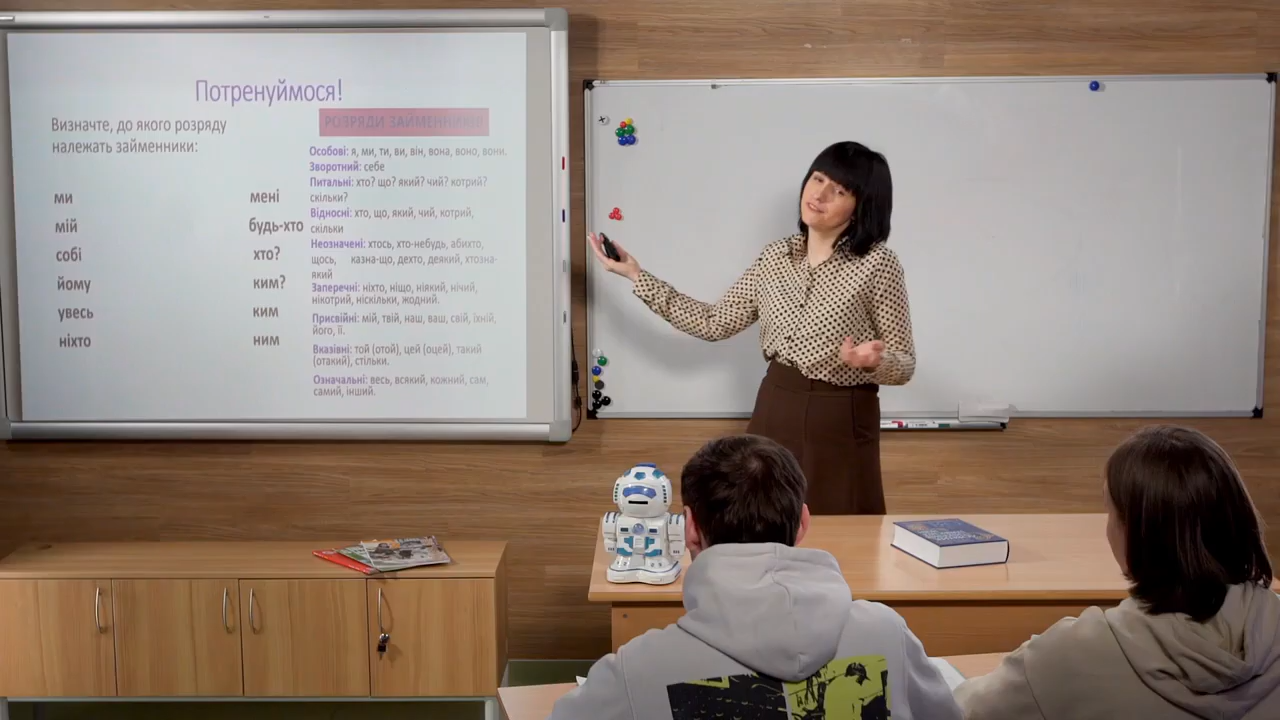 Потренуймося!
Визначте, до якого розряду
належать займенники:
ми
мій
собі
йому
увесь
ніхто
мені
будь-хто
хто?
ким?
ким
ним
РОЗРЯДИ ЗАЙМЕННИКІВ
Особові: я, ми, ти, ви, він, вона, воно, вони.
Зворотний: себе
Питальні: хто? що? який? чий? котрий?
скільки?
Відносні: хто, що, який, чий, котрий,
скільки
Неозначені: хтось, хто-небудь, абихто,
щось, казна-що, дехто, деякий, хтозна-
який
Заперечні: ніхто, ніщо, ніякий, нічий,
нікотрий, ніскільки, жодний.
Присвійні: мій, твій, наш, ваш, свій, їхній,
його, її.
Вказівні: той (отой), цей (оцей), такий
(отакий), стільки.
Означальні: весь, всякий, кожний, сам,
самий, інший.